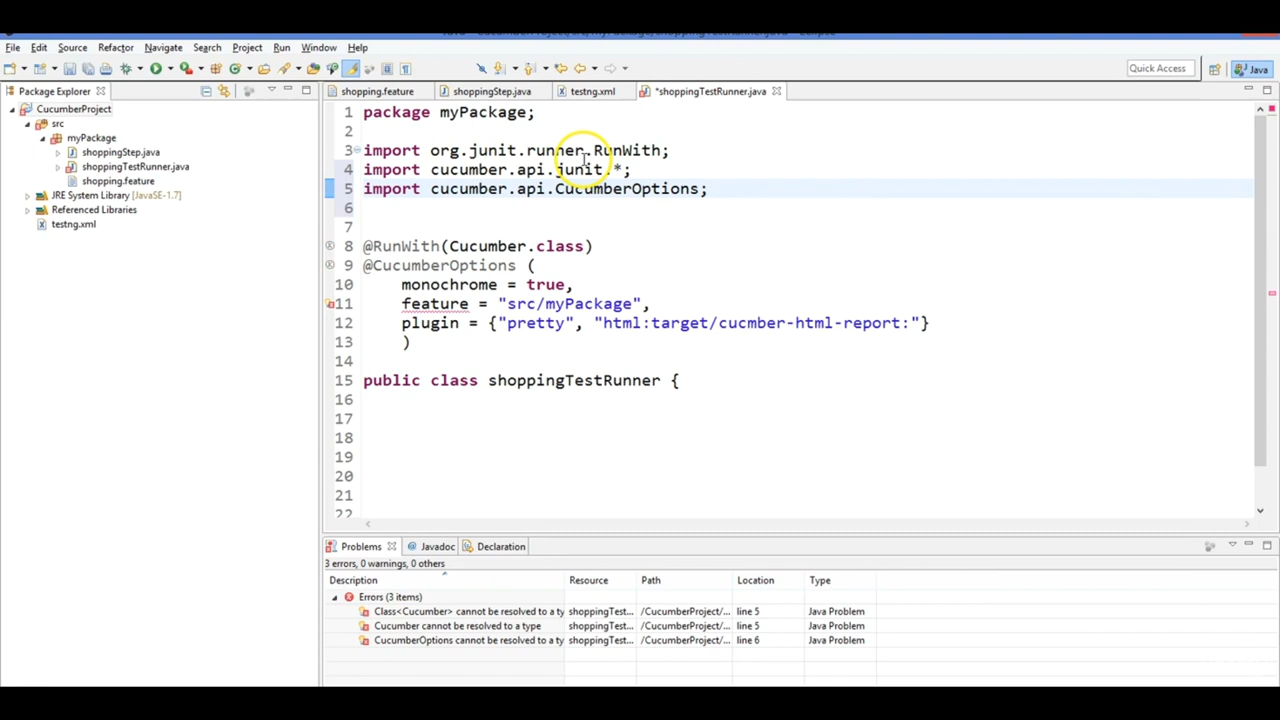 File Edit Source Refactor Navigate Search Project Run Window Help
Quick Access
Java
Package Explorer
CucumberProject
src
myPackage
shoppingStep.java
shoppingTestRunner.java
shopping.feature
JRE System Library [JavaSE-1.7]
Referenced Libraries
testng.xml
shopping.feature shoppingStep.java testng.xml *shoppingTestRunner.java
1 package myPackage;
2
3 import org.junit.runner.RunWith;
4 import cucumber.api.junit.*;
5 import cucumber.api.CucumberOptions;
6
7
8 @RunWith(Cucumber.class)
9 @CucumberOptions (
10 monochrome = true,
11 feature = "src/myPackage",
12 plugin = {"pretty", "html:target/cucmber-html-report:"}
13 )
14
15 public class shoppingTestRunner {
16
17
18
19
20
21
22
Problems Javadoc Declaration
3 errors, 0 warnings, 0 others
Description Resource Path Location Type
Errors (3 items)
Class<Cucumber> cannot be resolved to a ty shoppingTest... /CucumberProject/... line 5 Java Problem
Cucumber cannot be resolved to a type shoppingTest... /CucumberProject/... line 5 Java Problem
CucumberOptions cannot be resolved to a ty shoppingTest... /CucumberProject/... line 6 Java Problem